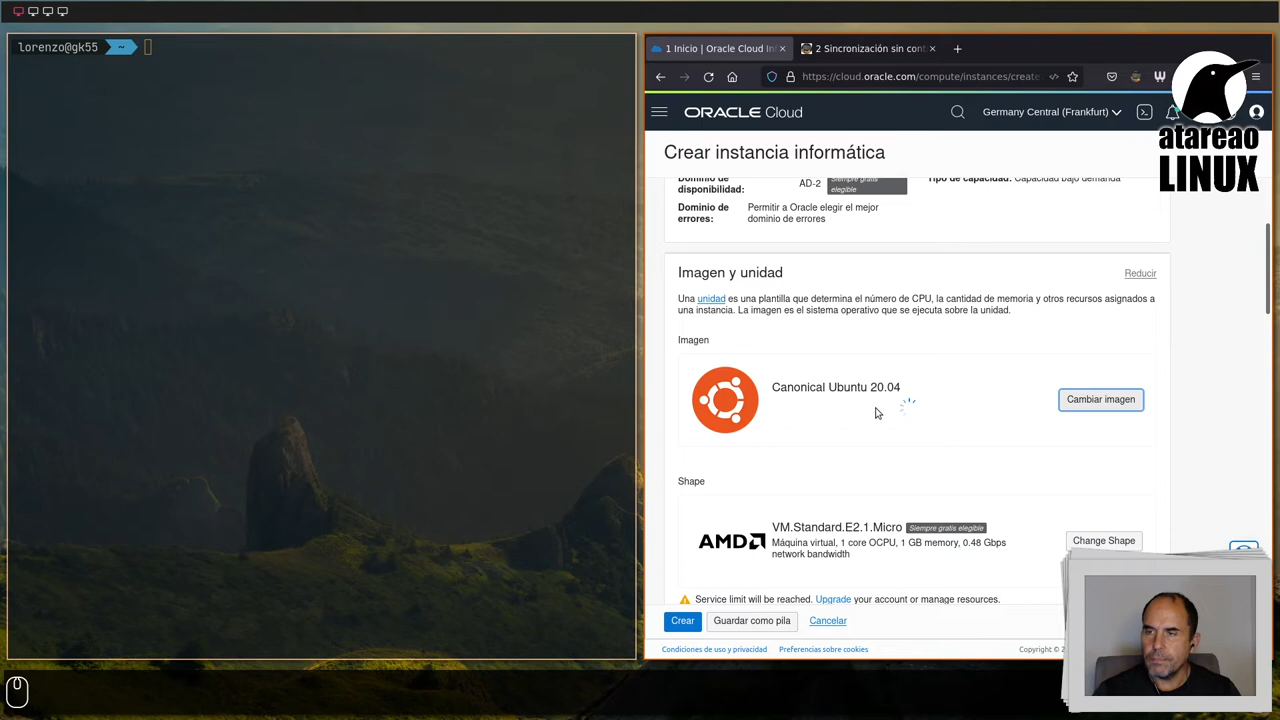 lorenzo@gk55 ~
1 Inicio | Oracle Cloud In
2 Sincronización sin cont
https://cloud.oracle.com/compute/instances/create
ORACLE Cloud
Germany Central (Frankfurt)
atareao
LINUX
Crear instancia informática
Dominio de
disponibilidad:
AD-2
Siempre gratis
elegible
Tipo de capacidad: Capacidad bajo demanda
Dominio de
errores:
Permitir a Oracle elegir el mejor
dominio de errores
Imagen y unidad
Reducir
Una unidad es una plantilla que determina el número de CPU, la cantidad de memoria y otros recursos asignados a
una instancia. La imagen es el sistema operativo que se ejecuta sobre la unidad.
Imagen
Canonical Ubuntu 20.04
Cambiar imagen
Shape
AMD
VM.Standard.E2.1.Micro
Siempre gratis elegible
Máquina virtual, 1 core OCPU, 1 GB memory, 0.48 Gbps
network bandwidth
Change Shape
Service limit will be reached. Upgrade your account or manage resources.
Crear
Guardar como pila
Cancelar
Condiciones de uso y privacidad
Preferencias sobre cookies
Copyright © 2